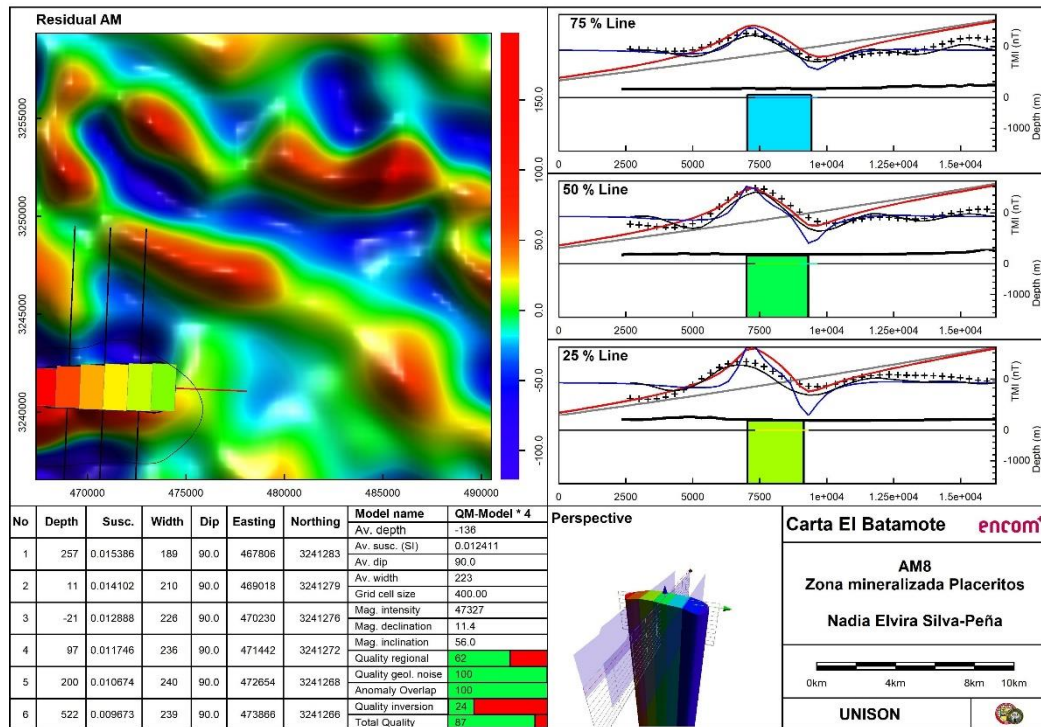 Residual AM
3255000
3250000
3245000
3240000
470000 475000 480000 485000 490000
150.0
100.0
50.0
0.0
-50.0
-100.0
75 % Line
0
TMI (nT)
0
-1000
Depth (m)
0 2500 5000 7500 1e+004 1.25e+004 1.5e+004
50 % Line
0
TMI (nT)
0
-1000
Depth (m)
0 2500 5000 7500 1e+004 1.25e+004 1.5e+004
25 % Line
0
TMI (nT)
0
-1000
Depth (m)
0 2500 5000 7500 1e+004 1.25e+004 1.5e+004
No Depth Susc. Width Dip Easting Northing
1 257 0.015386 189 90.0 467806 3241283
2 11 0.014102 210 90.0 469018 3241279
3 -21 0.012888 226 90.0 470230 3241276
4 97 0.011746 236 90.0 471442 3241272
5 200 0.010674 240 90.0 472654 3241268
6 522 0.009673 239 90.0 473866 3241266
Model name QM-Model * 4
Av. depth -136
Av. susc. (SI) 0.012411
Av. dip 90.0
Av. width 223
Grid cell size 400.00
Mag. intensity 47327
Mag. declination 11.4
Mag. inclination 56.0
Quality regional 62
Quality geol. noise 100
Anomaly Overlap 100
Quality inversion 24
Total Quality 87
Perspective
Carta El Batamote encom
AM8
Zona mineralizada Placeritos
Nadia Elvira Silva-Peña
0km 4km 8km 10km
UNISON